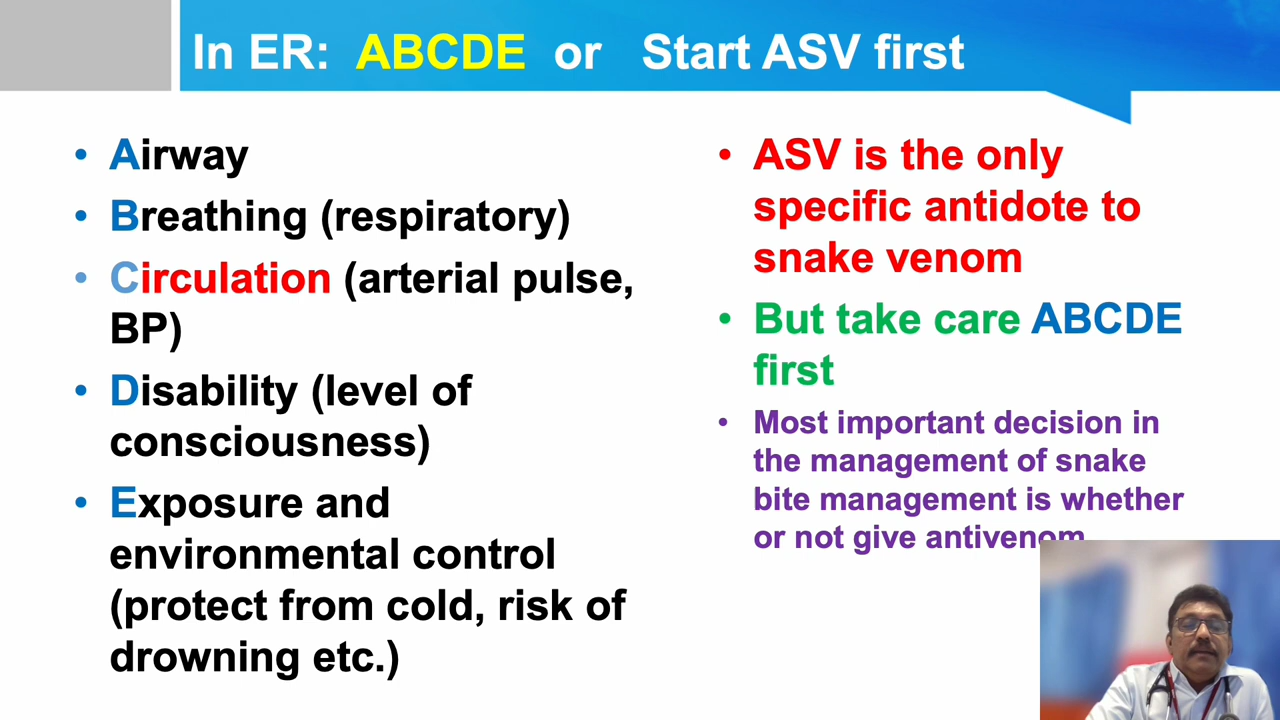 In ER: ABCDE or Start ASV first
• Airway
• Breathing (respiratory)
• Circulation (arterial pulse,
BP)
• Disability (level of
consciousness)
• Exposure and
environmental control
(protect from cold, risk of
drowning etc.)
• ASV is the only
specific antidote to
snake venom
• But take care ABCDE
first
• Most important decision in
the management of snake
bite management is whether
or not give antivenom